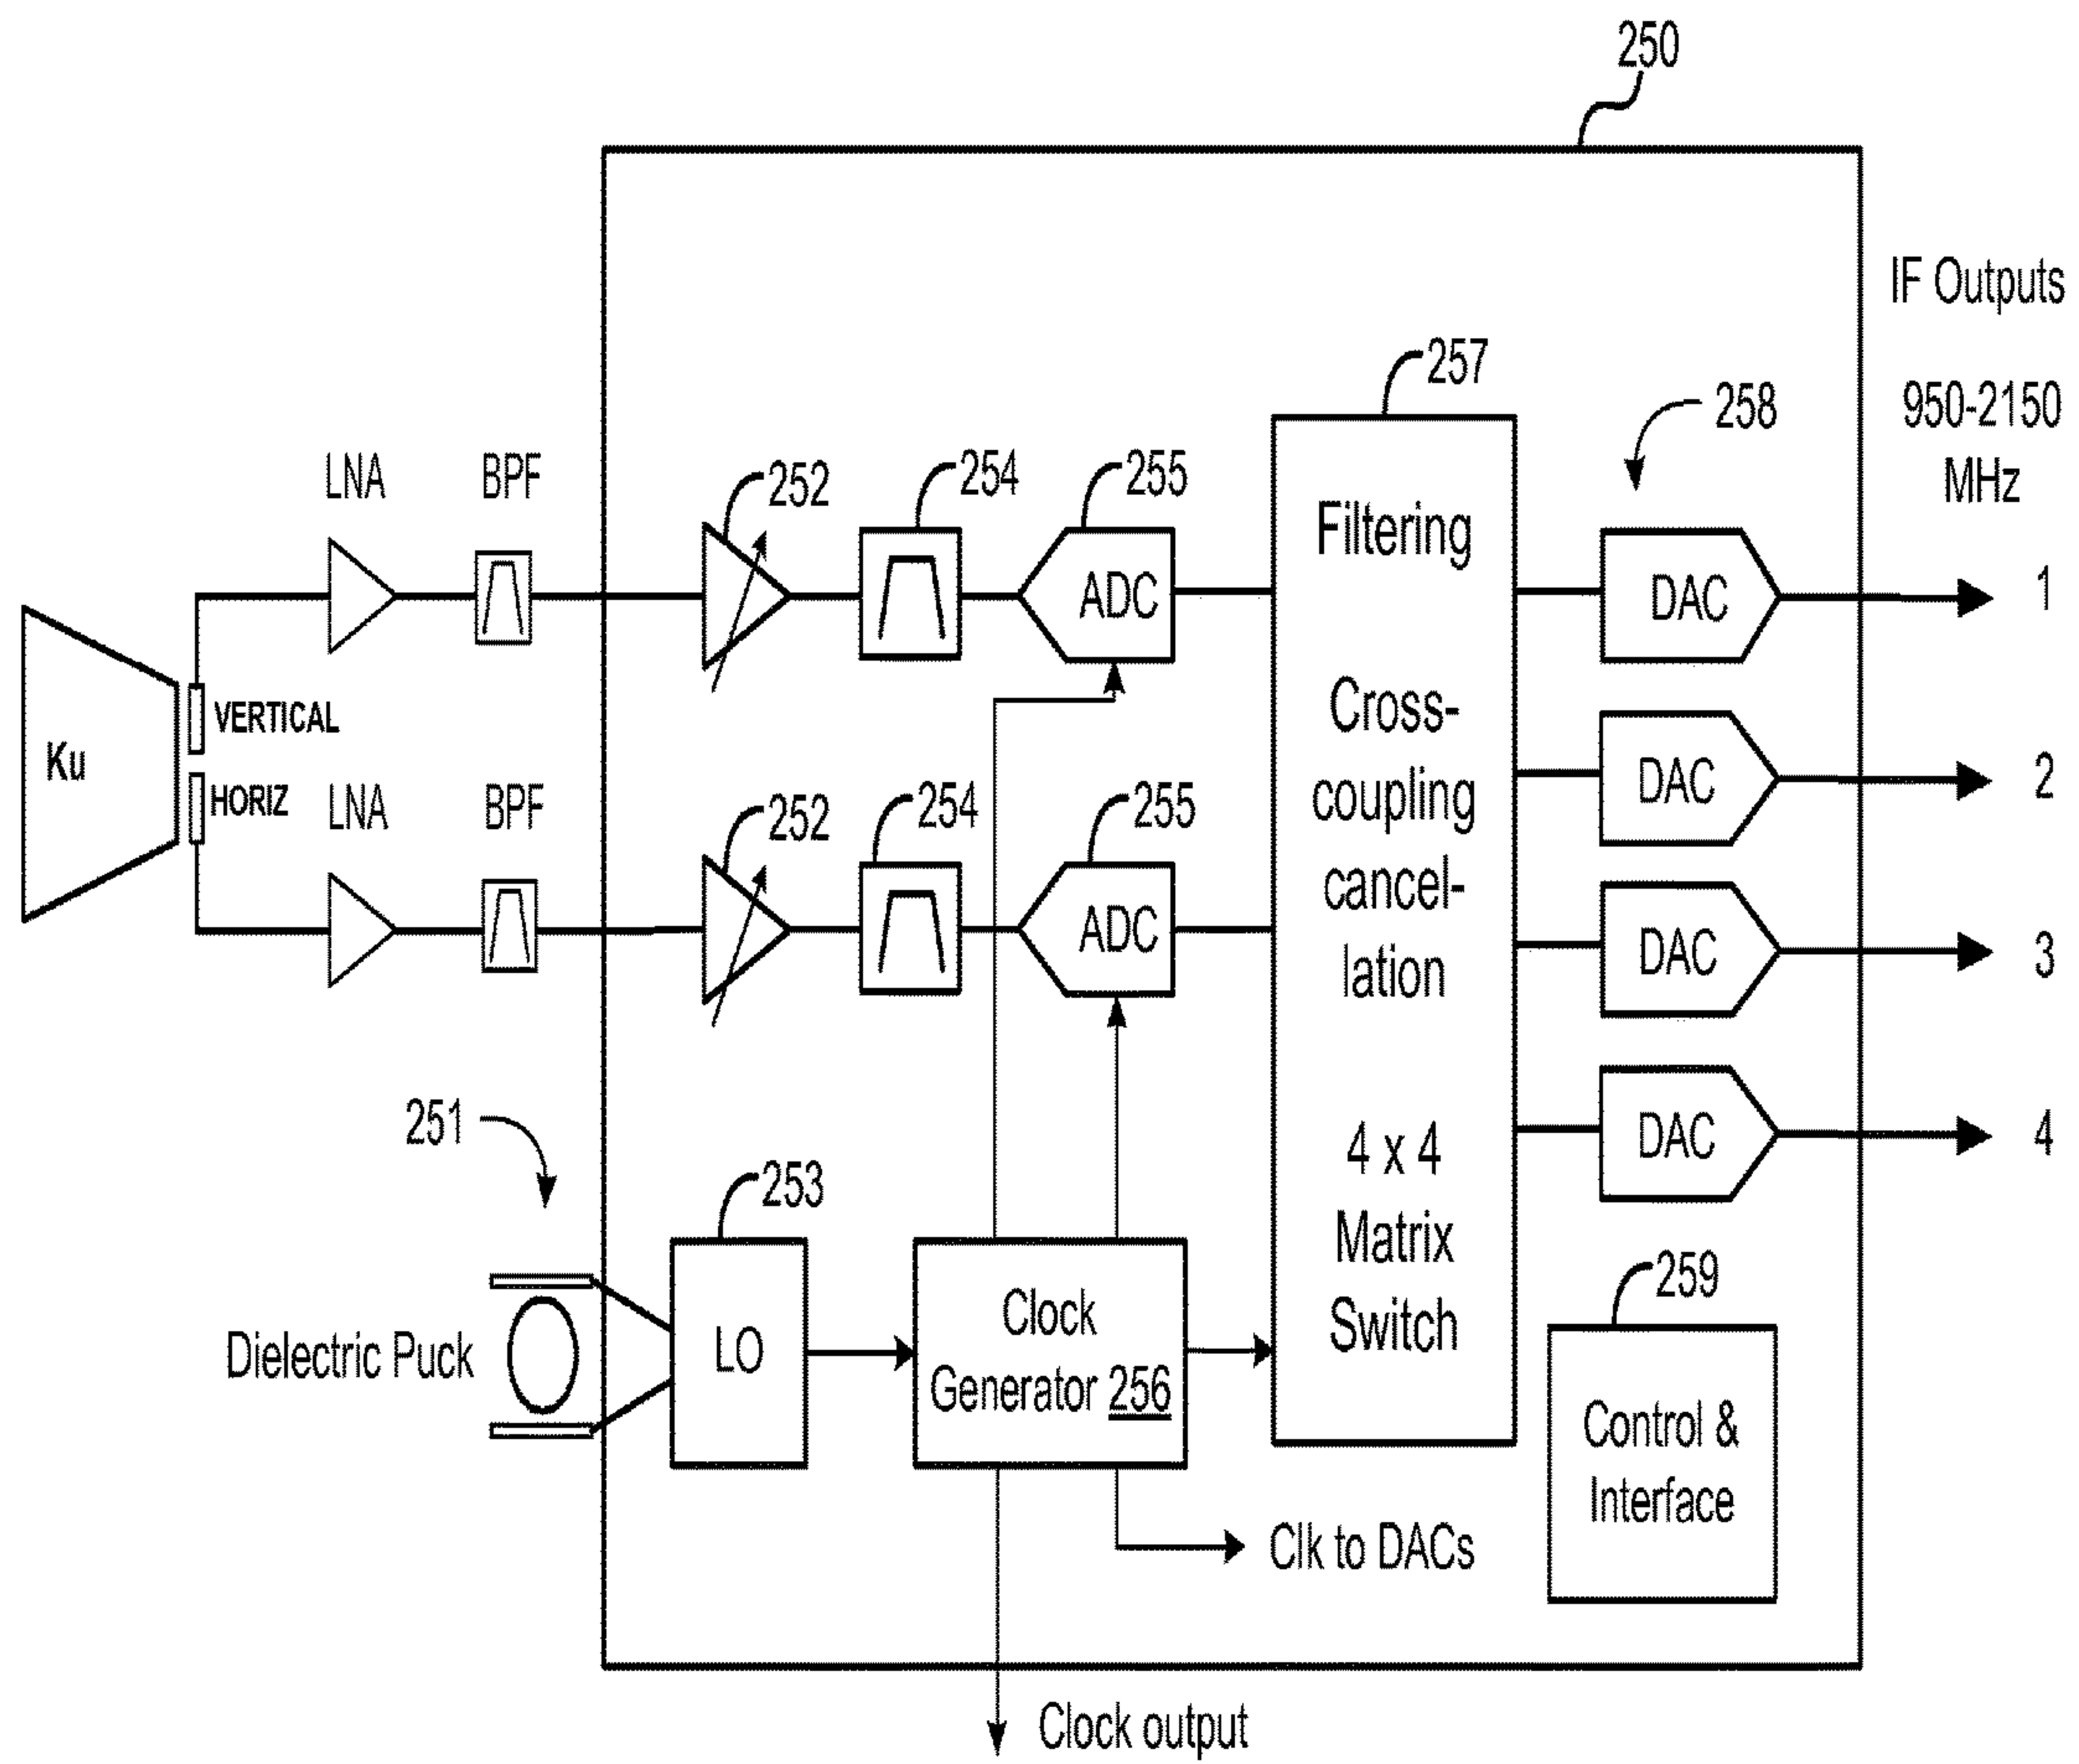 250
IF Outputs
950-2150
MHz
257
258
LNA
BPF
252
254
255
Filtering
ADC
DAC
1
Cross-
coupling
cancel-
lation
VERTICAL
Ku
HORIZ
DAC
2
LNA
BPF
252
254
255
ADC
DAC
3
251
253
4 x 4
Matrix
Switch
DAC
4
259
Dielectric Puck
LO
Clock
Generator 256
Control &
Interface
Clk to DACs
Clock output